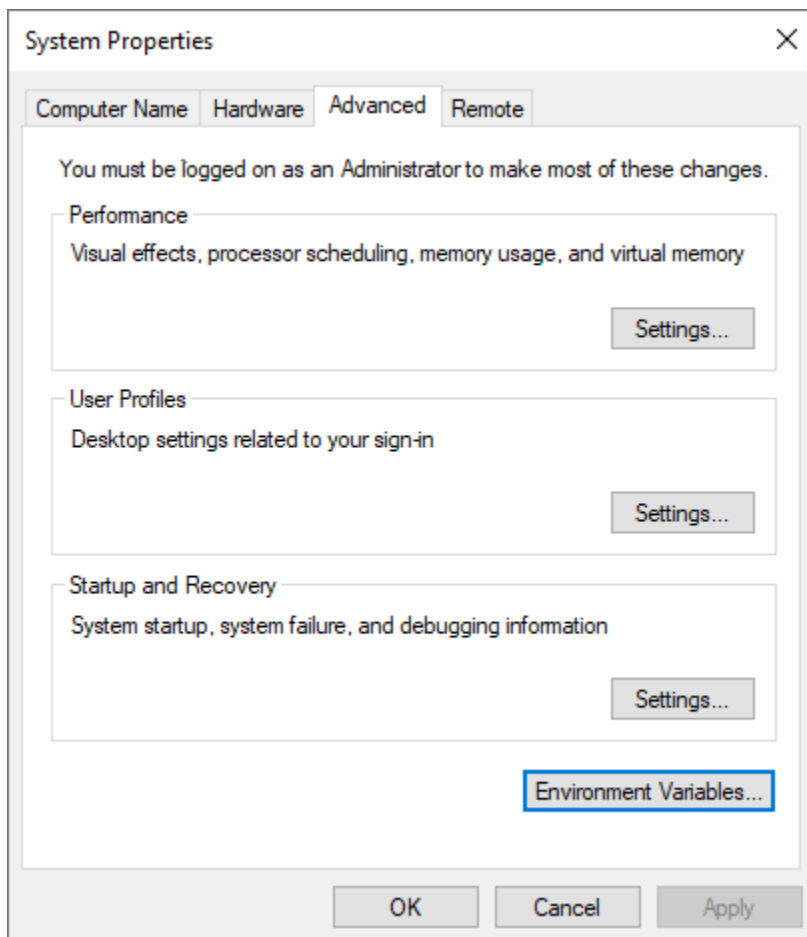 System Properties
Computer Name Hardware Advanced Remote
You must be logged on as an Administrator to make most of these changes.
Performance
Visual effects, processor scheduling, memory usage, and virtual memory
Settings...
User Profiles
Desktop settings related to your sign-in
Settings...
Startup and Recovery
System startup, system failure, and debugging information
Settings...
Environment Variables...
OK Cancel Apply